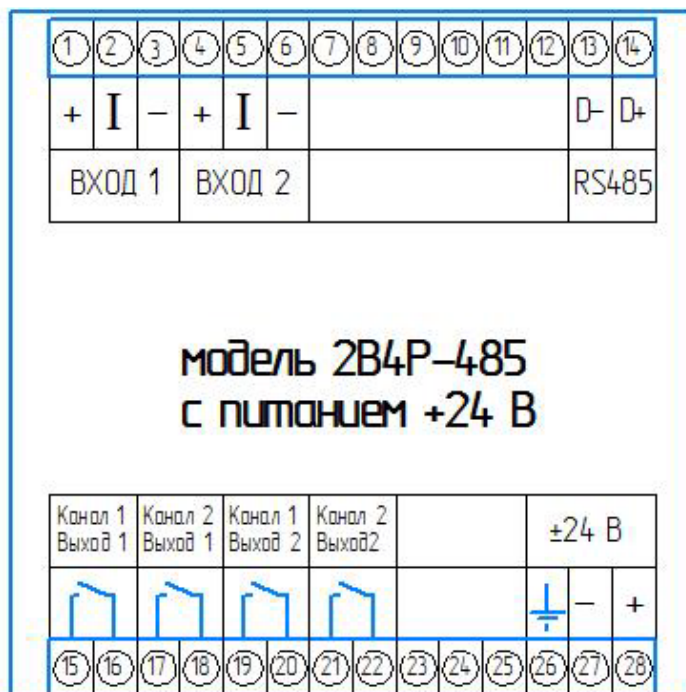 1 2 3 4 5 6 7 8 9 10 11 12 13 14
+ I – + I – D– D+
ВХОД 1 ВХОД 2 RS485
модель 2В4Р–485
с питанием +24 В
Канал 1 Канал 2 Канал 1 Канал 2
Выход 1 Выход 1 Выход 2 Выход2
±24 В
– +
15 16 17 18 19 20 21 22 23 24 25 26 27 28